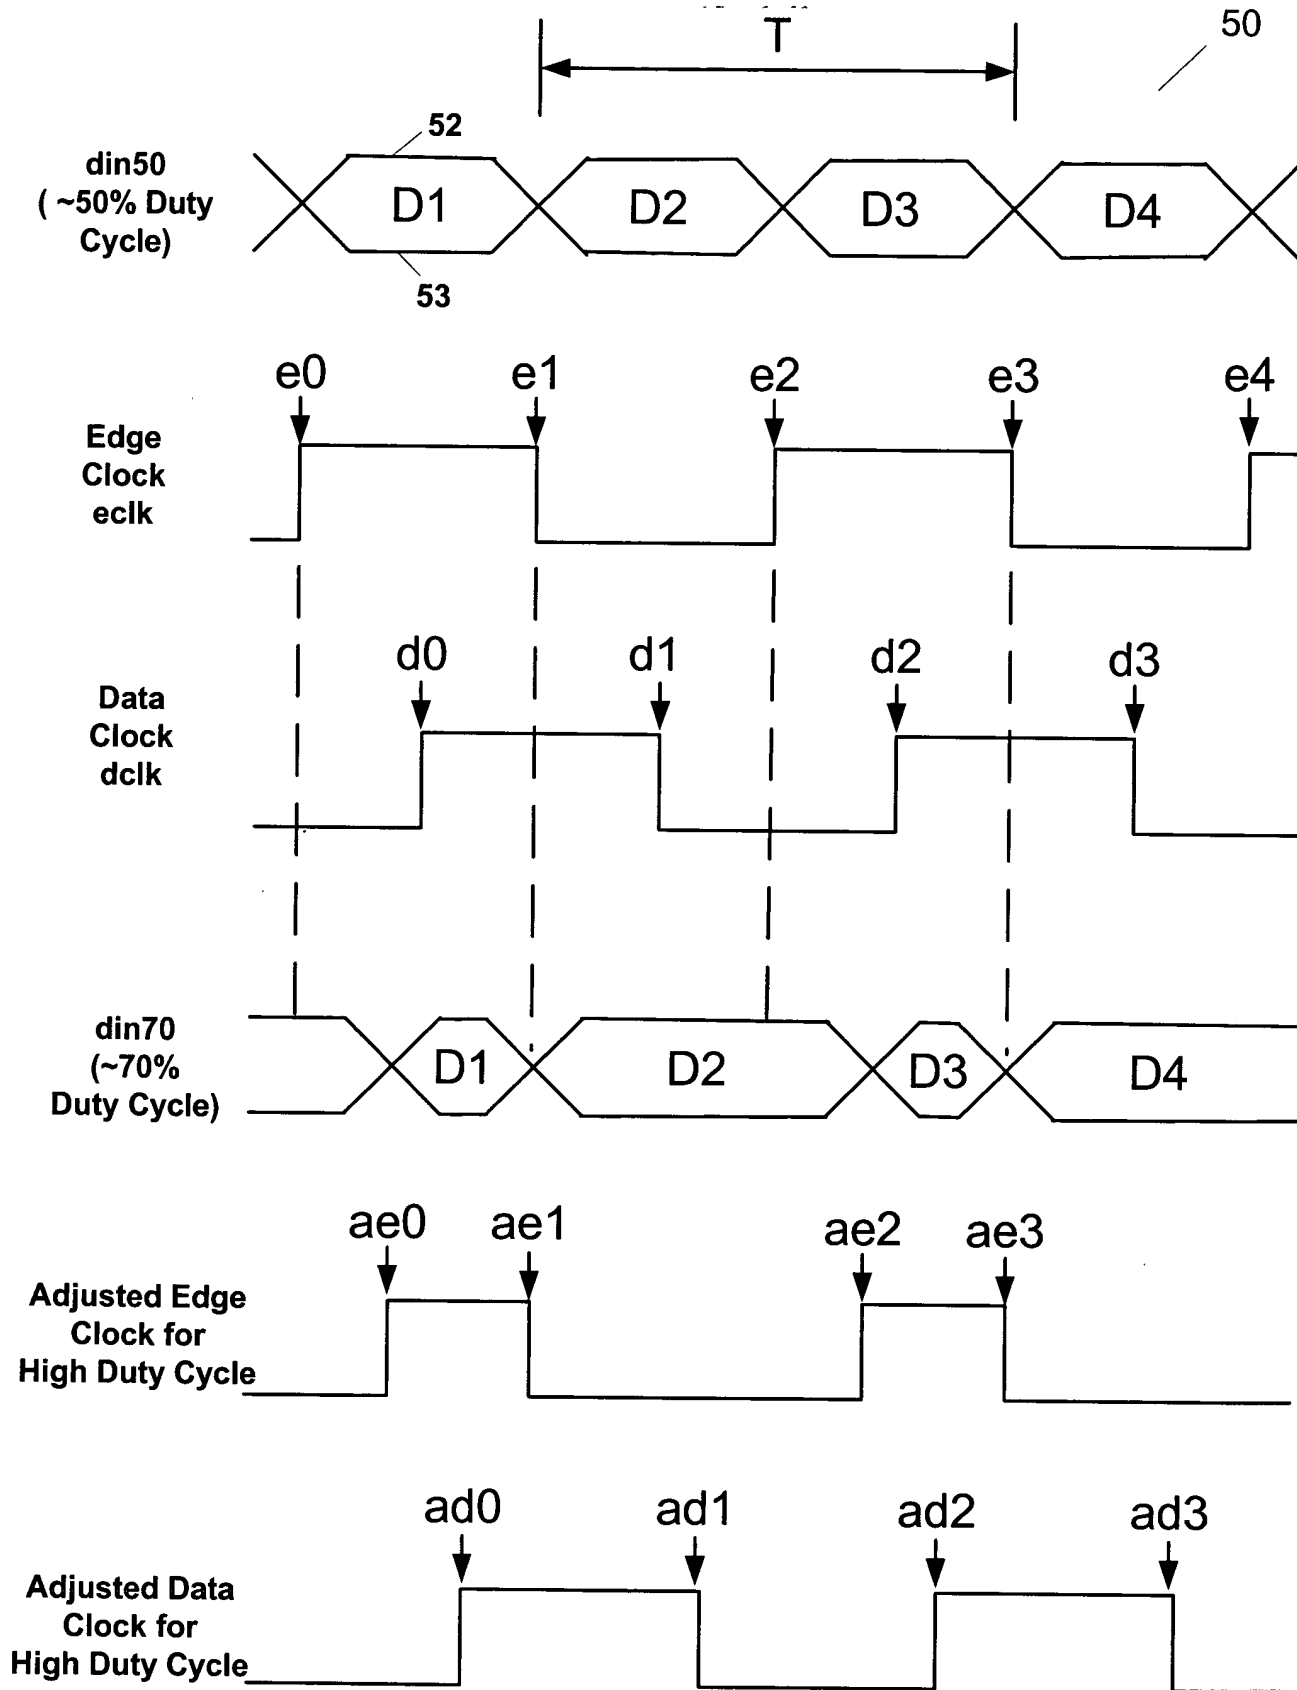 T
50
52
din50
( ~50% Duty
Cycle)
D1
D2
D3
D4
53
e0
e1
e2
e3
e4
Edge
Clock
eclk
d0
d1
d2
d3
Data
Clock
dclk
din70
(~70%
Duty Cycle)
D1
D2
D3
D4
ae0
ae1
ae2
ae3
Adjusted Edge
Clock for
High Duty Cycle
ad0
ad1
ad2
ad3
Adjusted Data
Clock for
High Duty Cycle